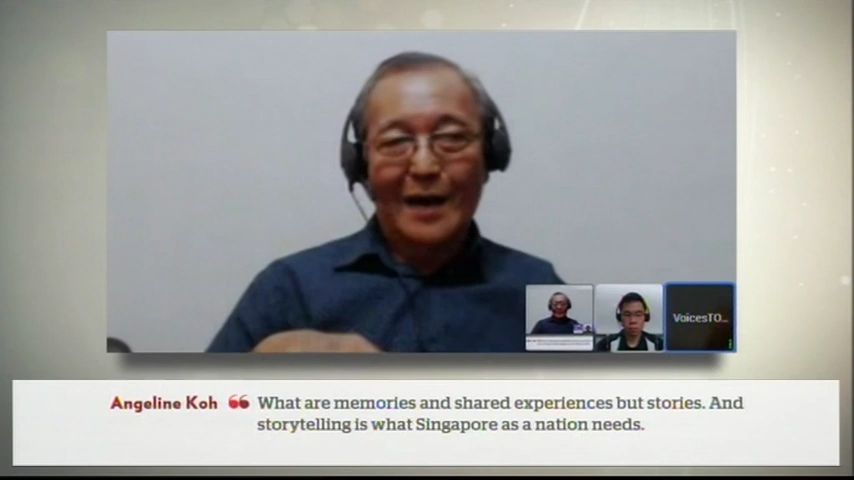 VoicesTO...
Angeline Koh What are memories and shared experiences but stories. And
storytelling is what Singapore as a nation needs.